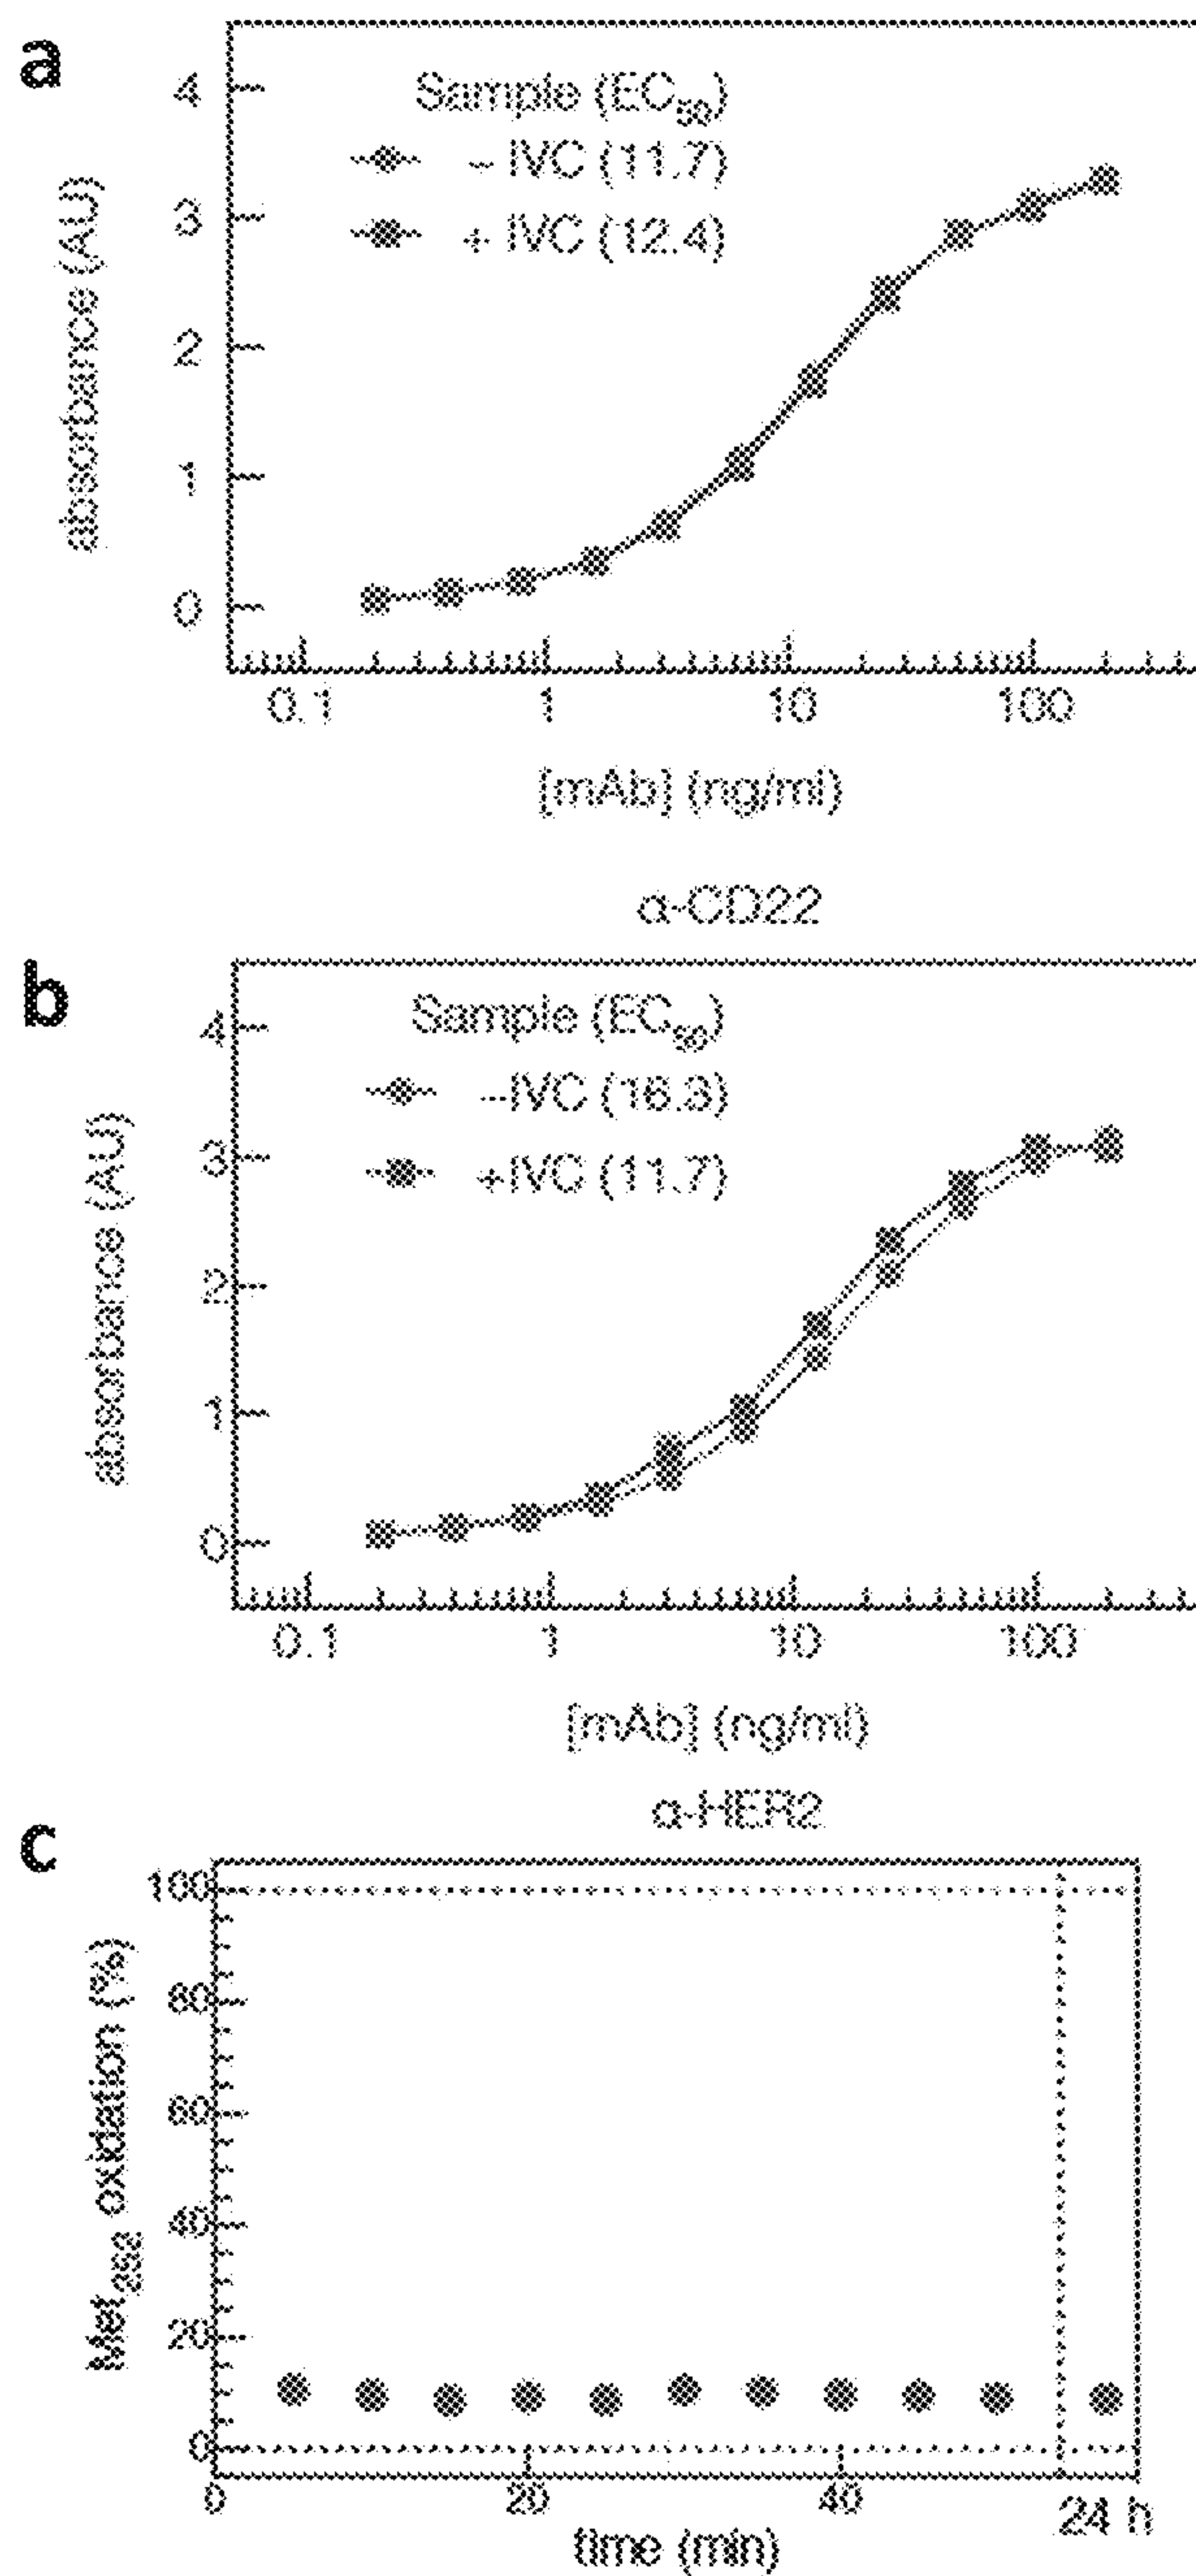 a
Sample (EC50)
– IVC (11.7)
+ IVC (12.4)
absorbance (AU)
4
3
2
1
0
0.1 1 10 100
[mAb] (ng/ml)
α-CD22
b
Sample (EC50)
–IVC (16.3)
+IVC (11.7)
absorbance (AU)
4
3
2
1
0
0.1 1 10 100
[mAb] (ng/ml)
α-HER2
c
Met oxidation (%)
100
80
60
40
20
0
0 20 40 24 h
time (min)